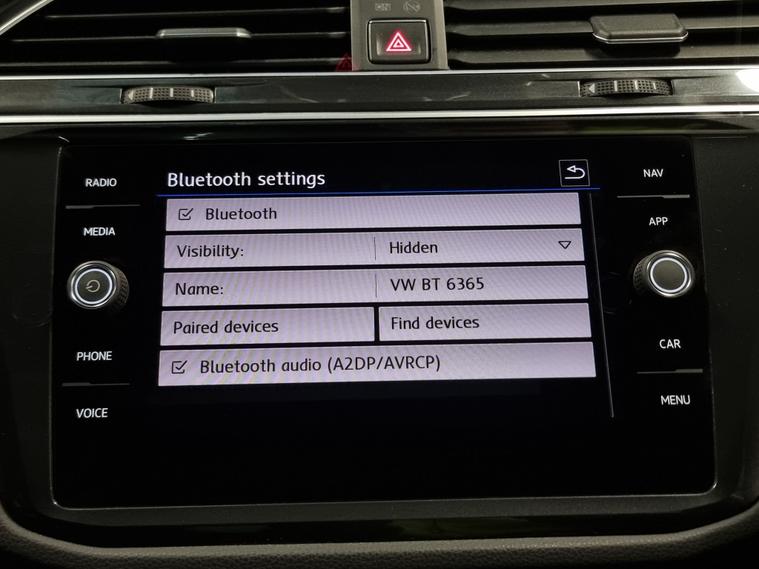 RADIO
MEDIA
PHONE
VOICE
Bluetooth settings
Bluetooth
Visibility: Hidden
Name: VW BT 6365
Paired devices Find devices
Bluetooth audio (A2DP/AVRCP)
NAV
APP
CAR
MENU